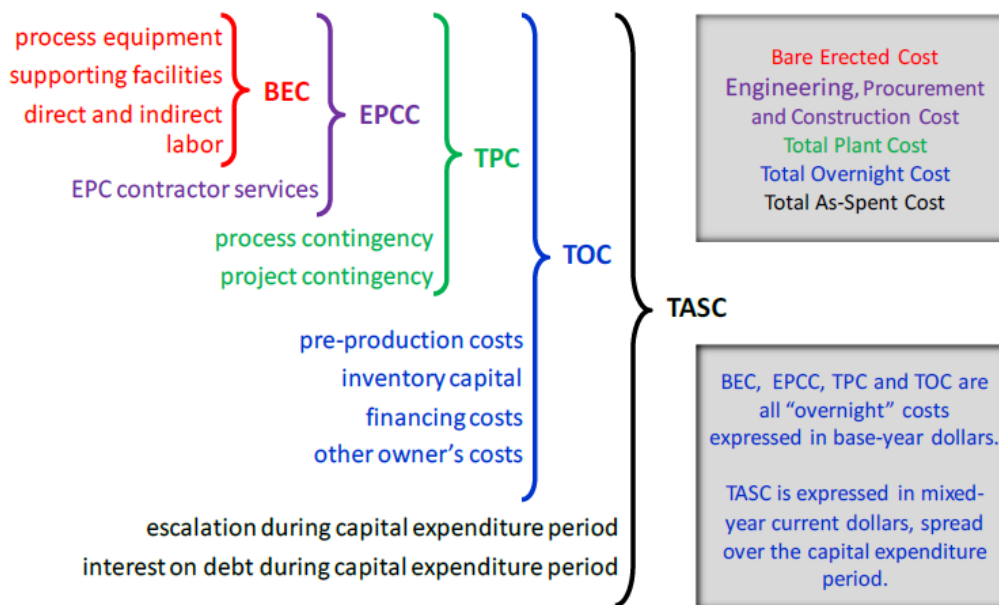 process equipment
supporting facilities
direct and indirect
labor
BEC
EPC contractor services
EPCC
process contingency
project contingency
TPC
pre-production costs
inventory capital
financing costs
other owner's costs
TOC
escalation during capital expenditure period
interest on debt during capital expenditure period
TASC
Bare Erected Cost
Engineering, Procurement
and Construction Cost
Total Plant Cost
Total Overnight Cost
Total As-Spent Cost
BEC, EPCC, TPC and TOC are
all “overnight” costs
expressed in base-year dollars.
TASC is expressed in mixed-
year current dollars, spread
over the capital expenditure
period.